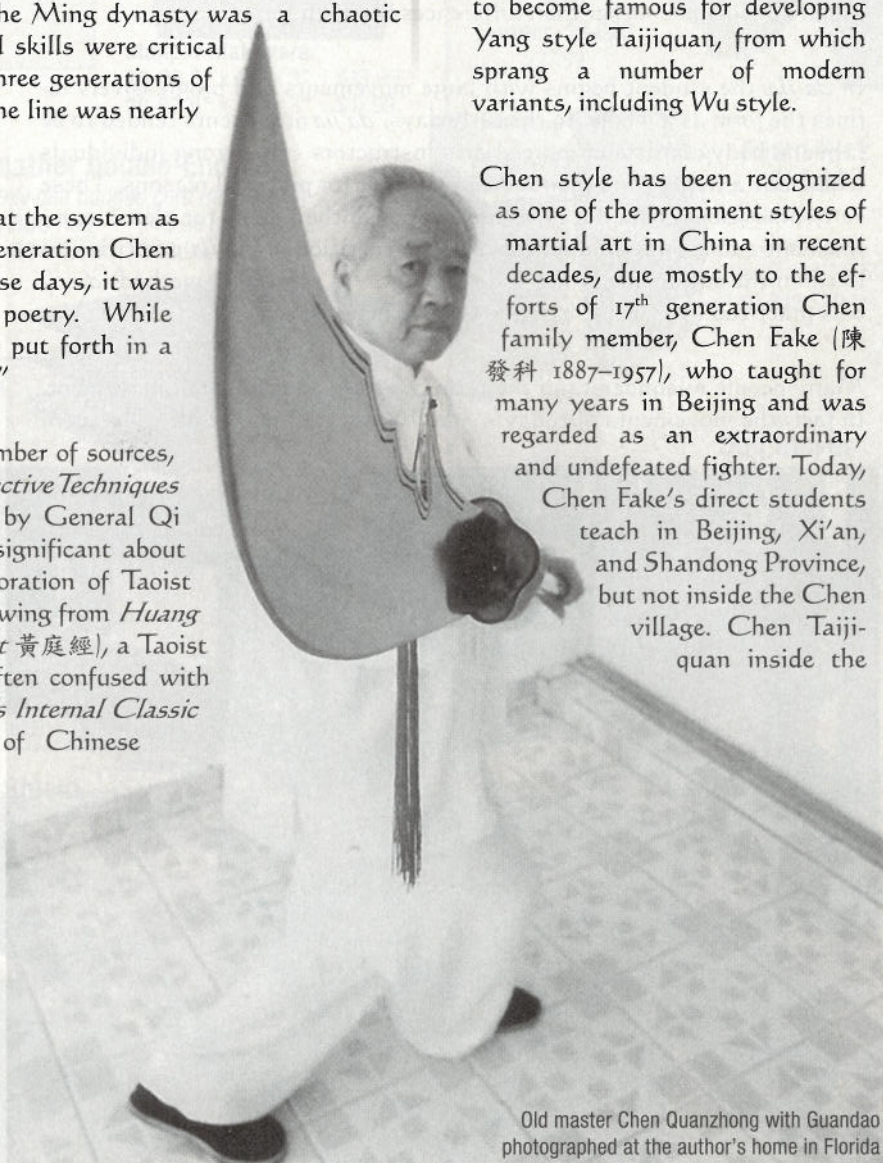 he Ming dynasty was a chaotic
skills were critical
hree generations of
ne line was nearly
at the system as
eneration Chen
se days, it was
poetry. While
put forth in a
"
mber of sources,
ective Techniques
by General Qi
significant about
oration of Taoist
wing from Huang
t 黃庭經), a Taoist
ften confused with
s Internal Classic
of Chinese
to become famous for developing
Yang style Taijiquan, from which
sprang a number of modern
variants, including Wu style.
Chen style has been recognized
as one of the prominent styles of
martial art in China in recent
decades, due mostly to the ef-
forts of 17th generation Chen
family member, Chen Fake (陳
發科 1887–1957), who taught for
many years in Beijing and was
regarded as an extraordinary
and undefeated fighter. Today,
Chen Fake's direct students
teach in Beijing, Xi'an,
and Shandong Province,
but not inside the Chen
village. Chen Taiji-
quan inside the
Old master Chen Quanzhong with Guandao
photographed at the author's home in Florida